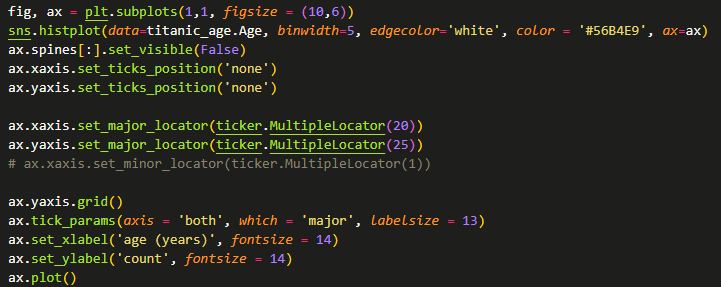 fig, ax = plt.subplots(1,1, figsize = (10,6))
sns.histplot(data=titanic_age.Age, binwidth=5, edgecolor='white', color = '#56B4E9', ax=ax)
ax.spines[:].set_visible(False)
ax.xaxis.set_ticks_position('none')
ax.yaxis.set_ticks_position('none')
ax.xaxis.set_major_locator(ticker.MultipleLocator(20))
ax.yaxis.set_major_locator(ticker.MultipleLocator(25))
# ax.xaxis.set_minor_locator(ticker.MultipleLocator(1))
ax.yaxis.grid()
ax.tick_params(axis = 'both', which = 'major', labelsize = 13)
ax.set_xlabel('age (years)', fontsize = 14)
ax.set_ylabel('count', fontsize = 14)
ax.plot()